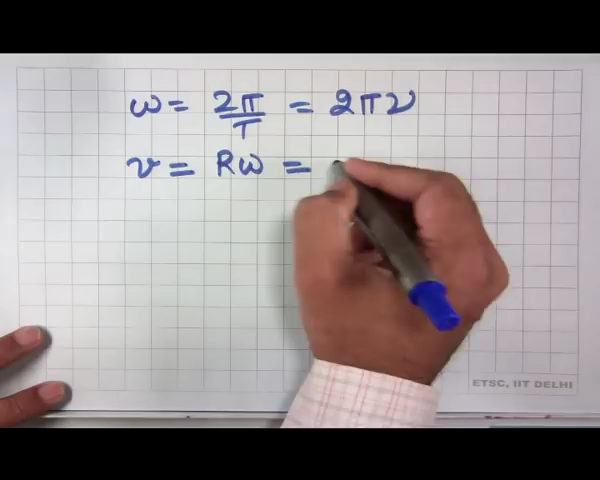 ω = 2π/T = 2πν
v = Rω =
ETSC, IIT DELHI